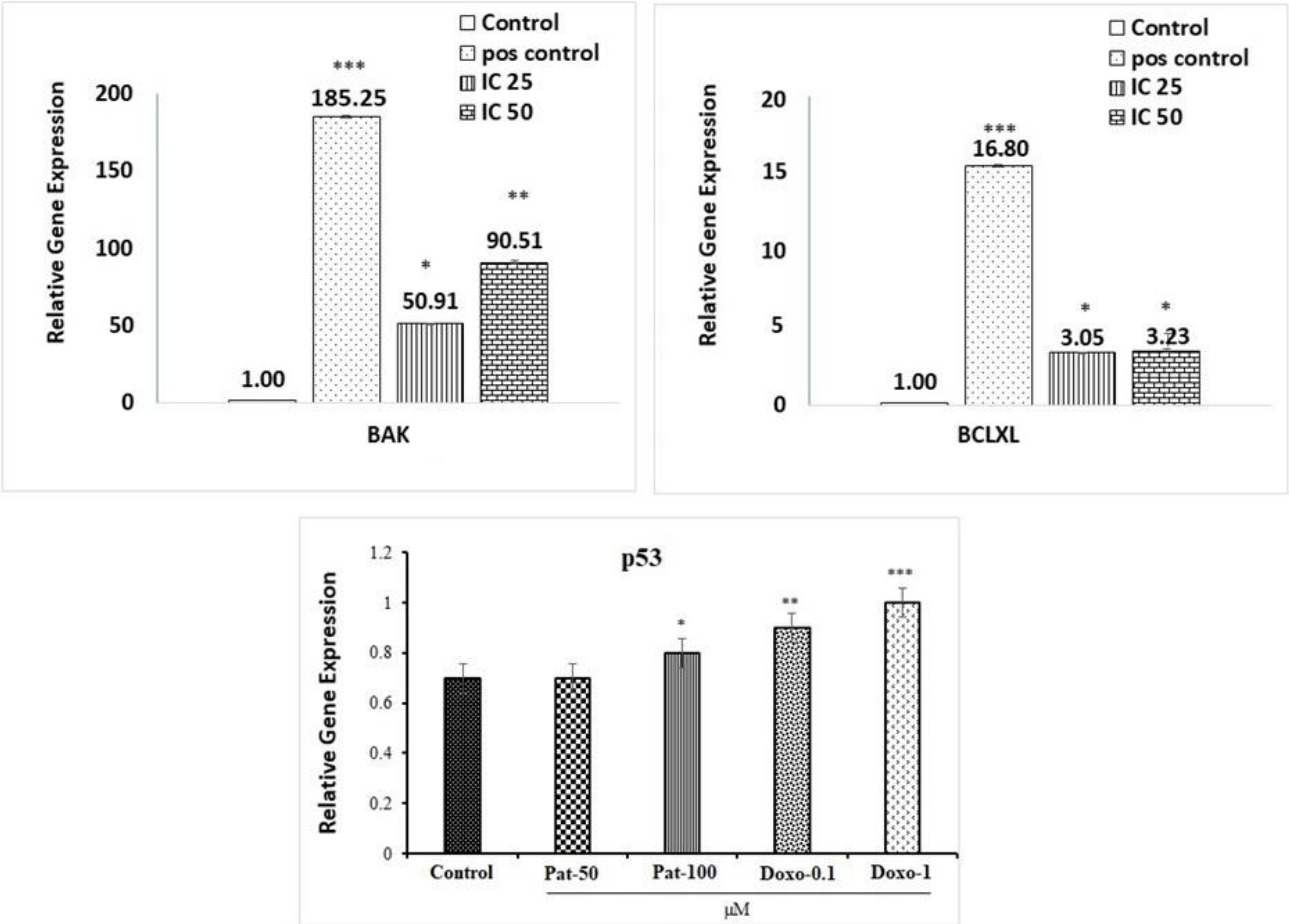 Control
pos control
IC 25
IC 50
Relative Gene Expression
200
150
100
50
0
***
185.25
**
90.51
*
50.91
1.00
BAK
Control
pos control
IC 25
IC 50
Relative Gene Expression
20
15
10
5
0
***
16.80
*
3.05
*
3.23
1.00
BCLXL
p53
Relative Gene Expression
1.2
1
0.8
0.6
0.4
0.2
0
*
**
***
Control
Pat-50
Pat-100
Doxo-0.1
Doxo-1
μM